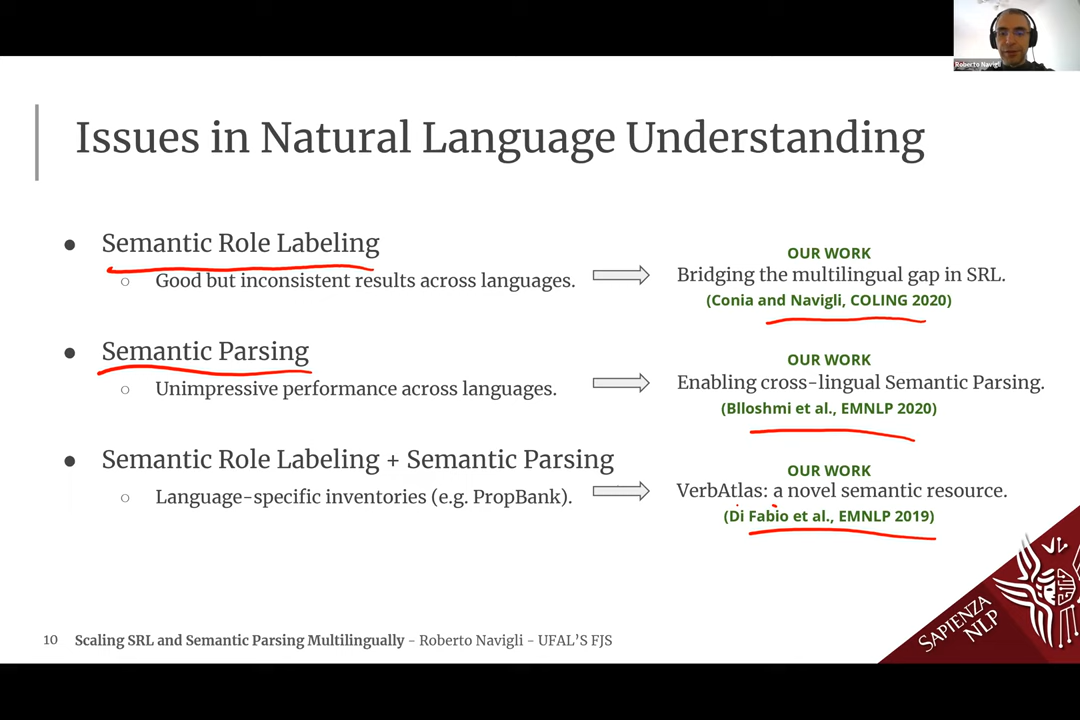 Roberto Navigli
Issues in Natural Language Understanding
● Semantic Role Labeling
○ Good but inconsistent results across languages.
OUR WORK
Bridging the multilingual gap in SRL.
(Conia and Navigli, COLING 2020)
● Semantic Parsing
○ Unimpressive performance across languages.
OUR WORK
Enabling cross-lingual Semantic Parsing.
(Blloshmi et al., EMNLP 2020)
● Semantic Role Labeling + Semantic Parsing
○ Language-specific inventories (e.g. PropBank).
OUR WORK
VerbAtlas: a novel semantic resource.
(Di Fabio et al., EMNLP 2019)
10 Scaling SRL and Semantic Parsing Multilingually - Roberto Navigli - UFAL'S FJS
SAPIENZA
NLP